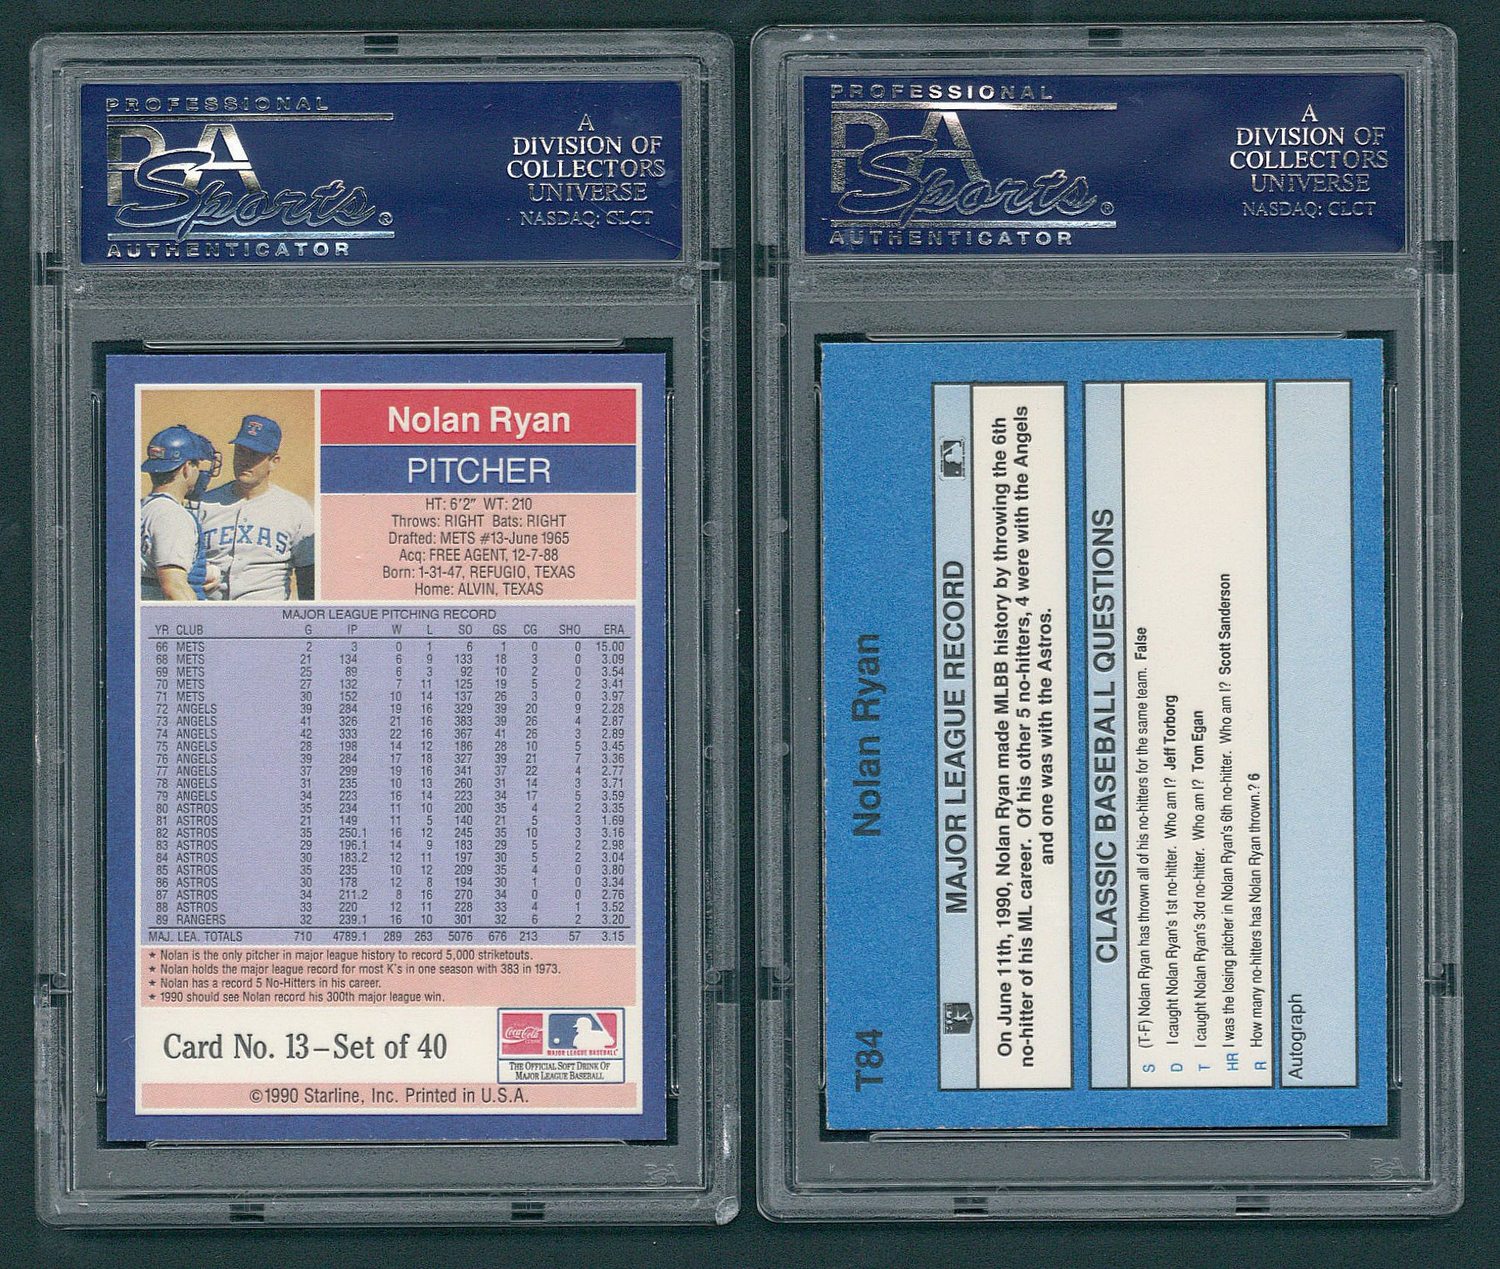 PROFESSIONAL
PSA
Sports®
AUTHENTICATOR
A
DIVISION OF
COLLECTORS
UNIVERSE
NASDAQ: CLCT
TEXAS
Nolan Ryan
PITCHER
HT: 6'2" WT: 210
Throws: RIGHT Bats: RIGHT
Drafted: METS #13-June 1965
Acq: FREE AGENT, 12-7-88
Born: 1-31-47, REFUGIO, TEXAS
Home: ALVIN, TEXAS
MAJOR LEAGUE PITCHING RECORD
YR CLUB G IP W L SO GS CG SHO ERA
66 METS 2 3 0 1 6 1 0 0 15.00
68 METS 21 134 6 9 133 18 3 0 3.09
69 METS 25 89 6 3 92 10 2 0 3.54
70 METS 27 132 7 11 125 19 5 2 3.41
71 METS 30 152 10 14 137 26 3 0 3.97
72 ANGELS 39 284 19 16 329 39 20 9 2.28
73 ANGELS 41 326 21 16 383 39 26 4 2.87
74 ANGELS 42 333 22 16 367 41 26 3 2.89
75 ANGELS 28 198 14 12 186 28 10 5 3.45
76 ANGELS 39 284 17 18 327 39 21 7 3.36
77 ANGELS 37 299 19 16 341 37 22 4 2.77
78 ANGELS 31 235 10 13 260 31 14 3 3.71
79 ANGELS 34 223 16 14 223 34 17 5 3.59
80 ASTROS 35 234 11 10 200 35 4 2 3.35
81 ASTROS 21 149 11 5 140 21 5 3 1.69
82 ASTROS 35 250.1 16 12 245 35 10 3 3.16
83 ASTROS 29 196.1 14 9 183 29 5 2 2.98
84 ASTROS 30 183.2 12 11 197 30 5 2 3.04
85 ASTROS 35 235 10 12 209 35 4 0 3.80
86 ASTROS 30 178 12 8 194 30 1 0 3.34
87 ASTROS 34 211.2 8 16 270 34 0 0 2.76
88 ASTROS 33 220 12 11 228 33 4 1 3.52
89 RANGERS 32 239.1 16 10 301 32 6 2 3.20
MAJ. LEA. TOTALS 710 4789.1 289 263 5076 676 213 57 3.15
★ Nolan is the only pitcher in major league history to record 5,000 striketouts.
★ Nolan holds the major league record for most K's in one season with 383 in 1973.
★ Nolan has a record 5 No-Hitters in his career.
★ 1990 should see Nolan record his 300th major league win.
Card No. 13–Set of 40
Coca-Cola
CLASSIC
MAJOR LEAGUE BASEBALL
THE OFFICIAL SOFT DRINK OF
MAJOR LEAGUE BASEBALL
©1990 Starline, Inc. Printed in U.S.A.
PROFESSIONAL
PSA
Sports®
AUTHENTICATOR
A
DIVISION OF
COLLECTORS
UNIVERSE
NASDAQ: CLCT
T84 Nolan Ryan
MAJOR LEAGUE RECORD
On June 11th, 1990, Nolan Ryan made MLBB history by throwing the 6th
no-hitter of his ML career. Of his other 5 no-hitters, 4 were with the Angels
and one was with the Astros.
CLASSIC BASEBALL QUESTIONS
S (T-F) Nolan Ryan has thrown all of his no-hitters for the same team. False
D I caught Nolan Ryan's 1st no-hitter. Who am I? Jeff Torborg
T I caught Nolan Ryan's 3rd no-hitter. Who am I? Tom Egan
HR I was the losing pitcher in Nolan Ryan's 6th no-hitter. Who am I? Scott Sanderson
R How many no-hitters has Nolan Ryan thrown.? 6
Autograph